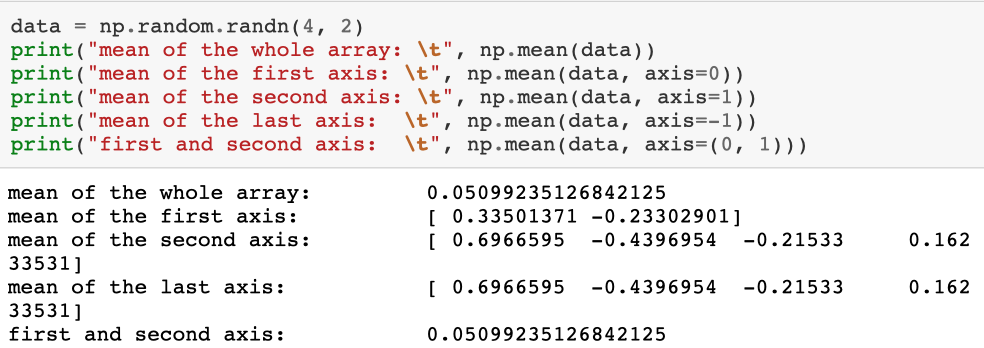 data = np.random.randn(4, 2)
print("mean of the whole array: \t", np.mean(data))
print("mean of the first axis: \t", np.mean(data, axis=0))
print("mean of the second axis: \t", np.mean(data, axis=1))
print("mean of the last axis:  \t", np.mean(data, axis=-1))
print("first and second axis:  \t", np.mean(data, axis=(0, 1)))
mean of the whole array:          0.05099235126842125
mean of the first axis:           [ 0.33501371 -0.23302901]
mean of the second axis:          [ 0.6966595  -0.4396954  -0.21533     0.162
33531]
mean of the last axis:            [ 0.6966595  -0.4396954  -0.21533     0.162
33531]
first and second axis:            0.05099235126842125